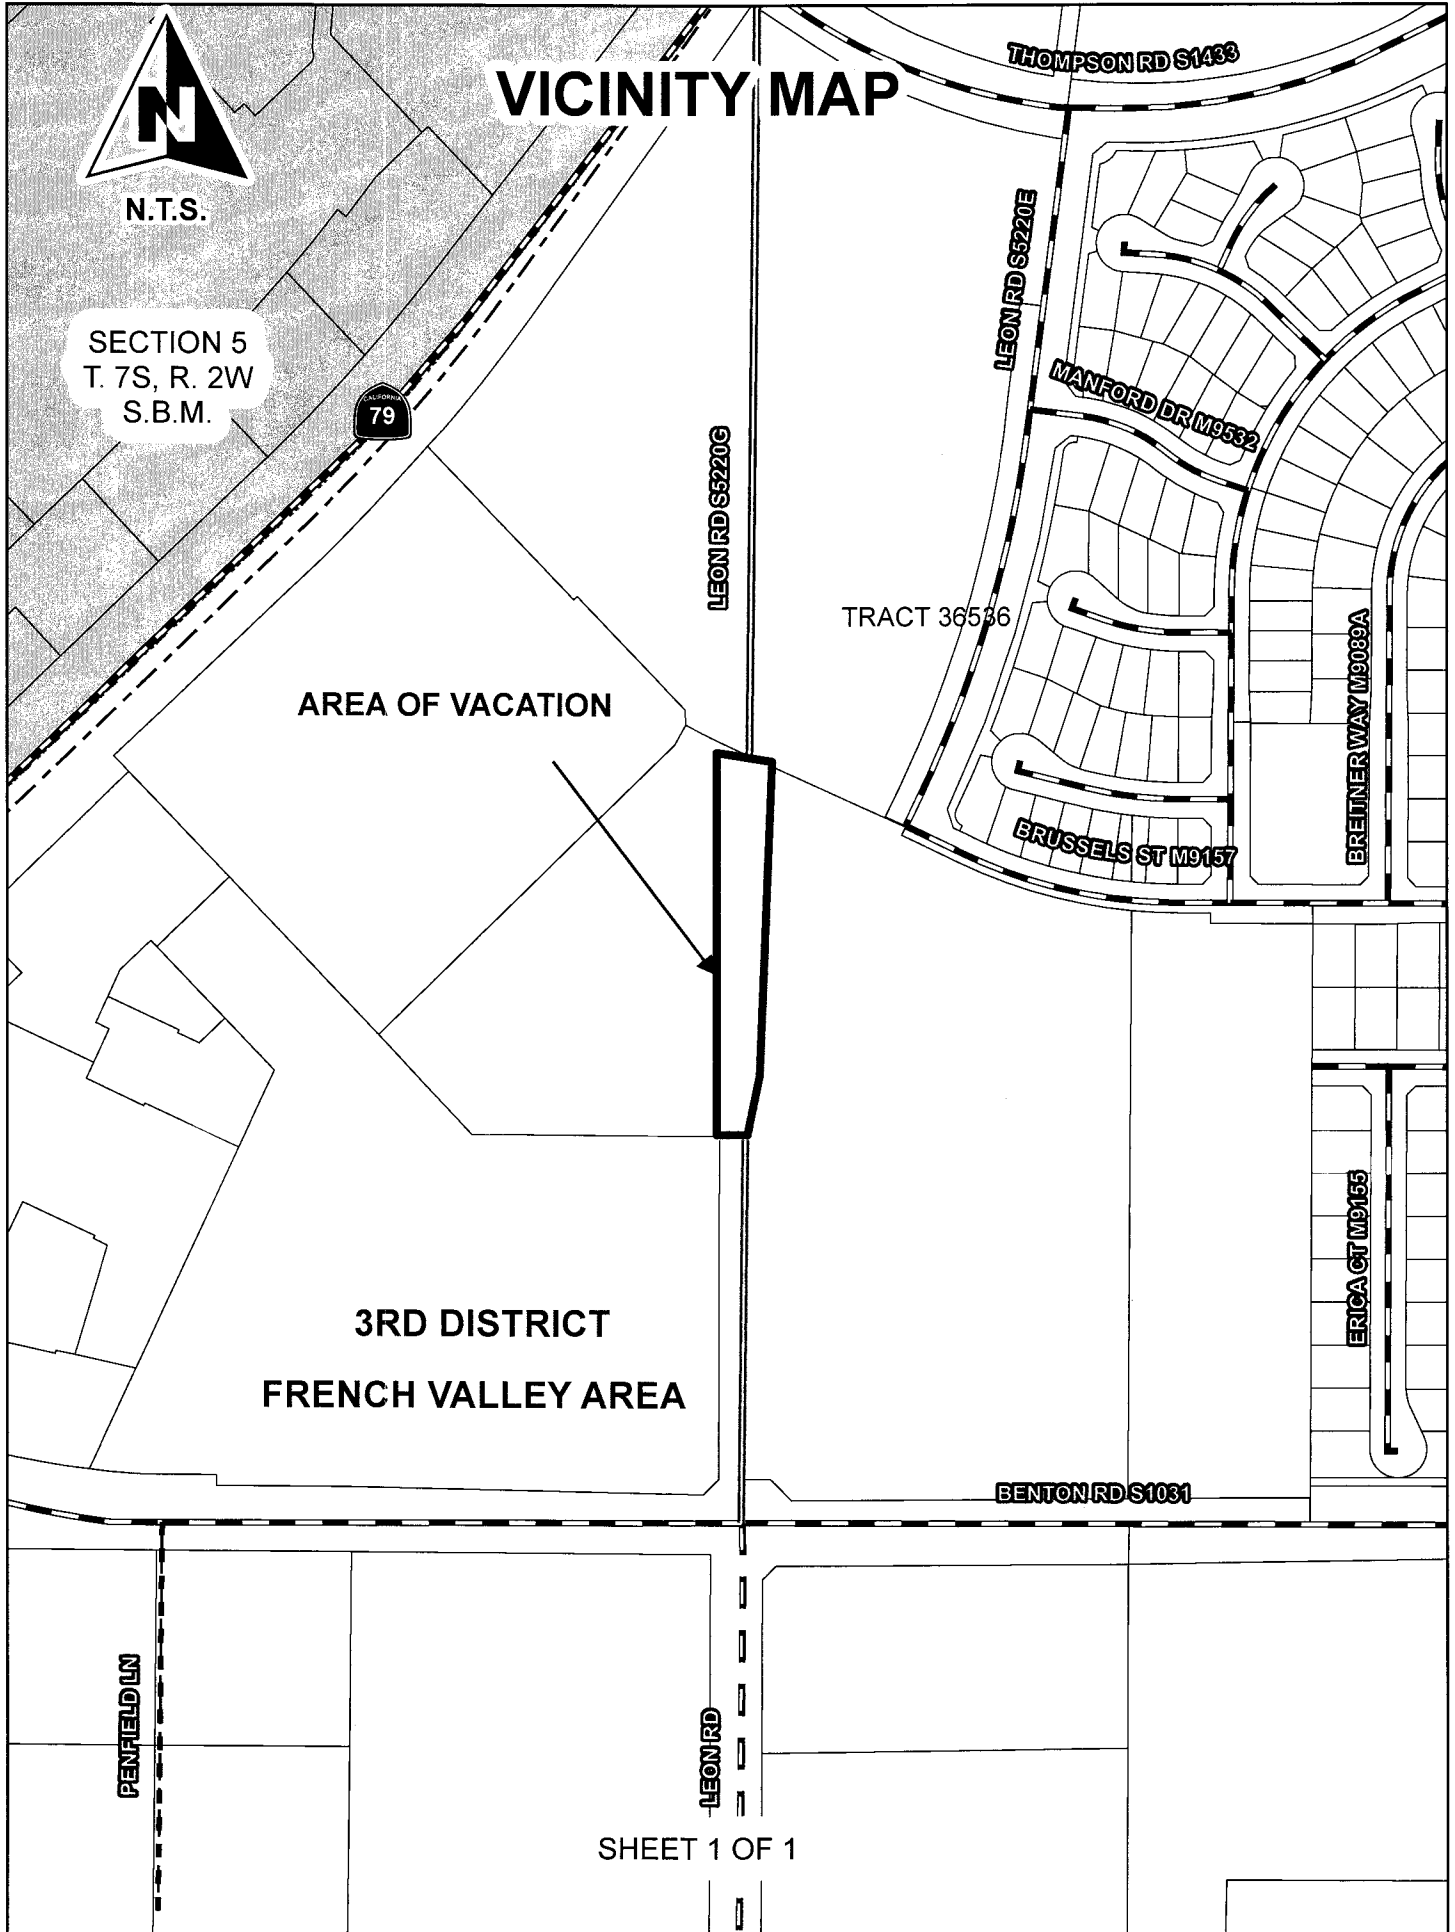 VICINITY MAP
THOMPSON RD S1433
N
N.T.S.
LEON RD S5220E
SECTION 5
T. 7S, R. 2W
S.B.M.
CALIFORNIA
79
MANFORD DR M9532
LEON RD S5220G
TRACT 36536
BREITNER WAY M9089A
AREA OF VACATION
BRUSSELS ST M9157
ERICA CT M9155
3RD DISTRICT
FRENCH VALLEY AREA
BENTON RD S1031
PENFIELD LN
LEON RD
SHEET 1 OF 1